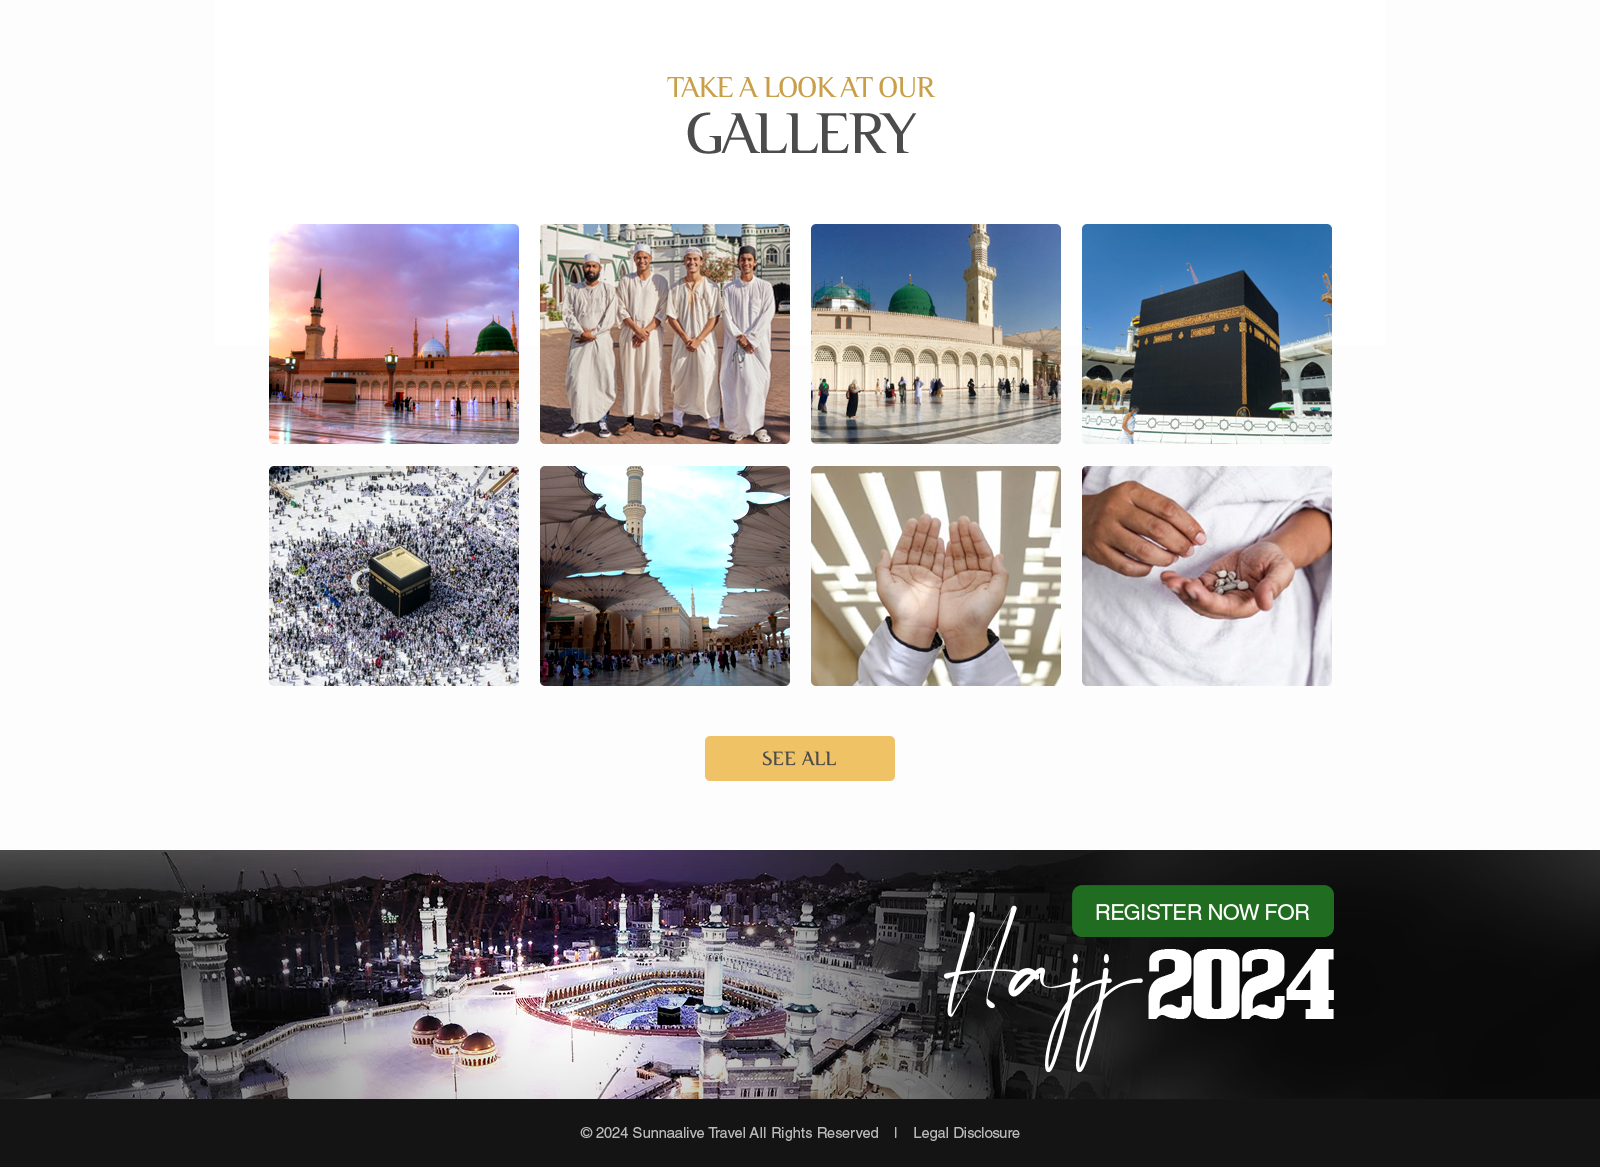 TAKE A LOOK AT OUR
GALLERY
SEE ALL
REGISTER NOW FOR
Hajj 2024
© 2024 Sunnaalive Travel All Rights Reserved | Legal Disclosure